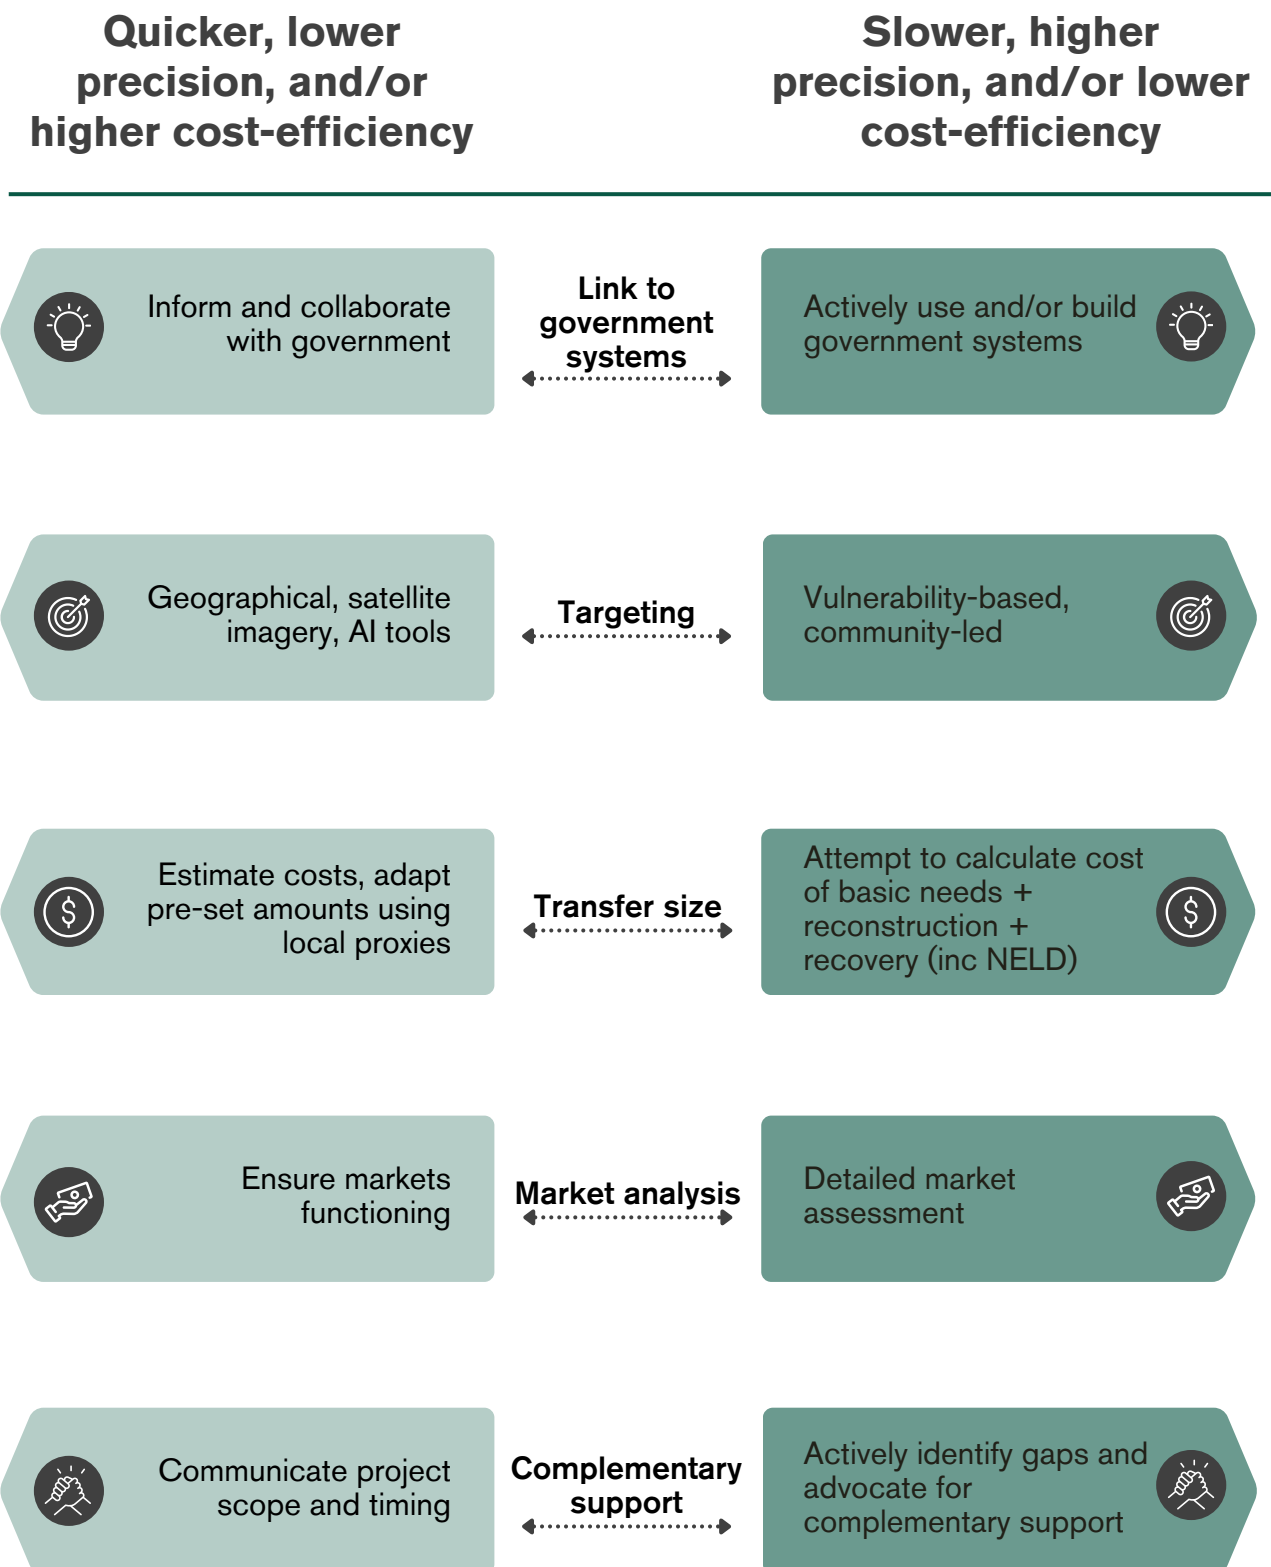 Quicker, lower
precision, and/or
higher cost-efficiency
Slower, higher
precision, and/or lower
cost-efficiency
Inform and collaborate
with government
Link to
government
systems
Actively use and/or build
government systems
Geographical, satellite
imagery, AI tools
Targeting
Vulnerability-based,
community-led
Estimate costs, adapt
pre-set amounts using
local proxies
Transfer size
Attempt to calculate cost
of basic needs +
reconstruction +
recovery (inc NELD)
Ensure markets
functioning
Market analysis
Detailed market
assessment
Communicate project
scope and timing
Complementary
support
Actively identify gaps and
advocate for
complementary support